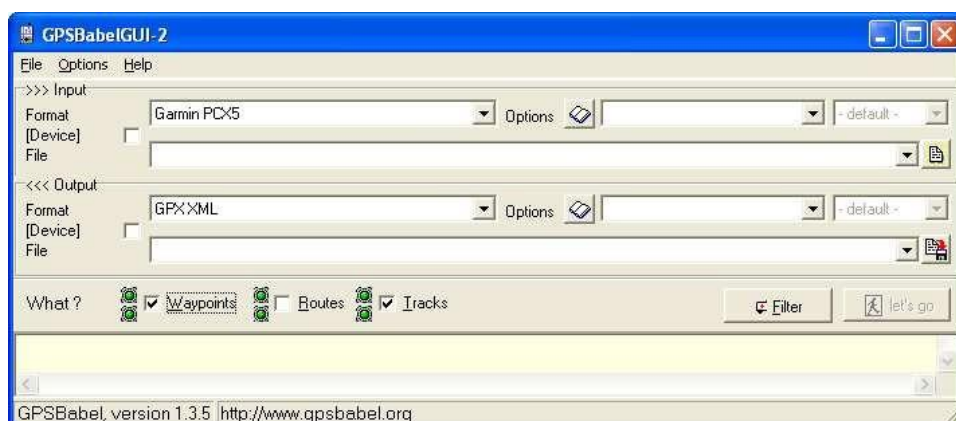 GPSBabelGUI-2
File Options Help
>>> Input
Format Garmin PCX5 Options - default -
[Device]
File
<<< Output
Format GPX XML Options - default -
[Device]
File
What? Waypoints Routes Tracks Filter let's go
GPSBabel, version 1.3.5 http://www.gpsbabel.org